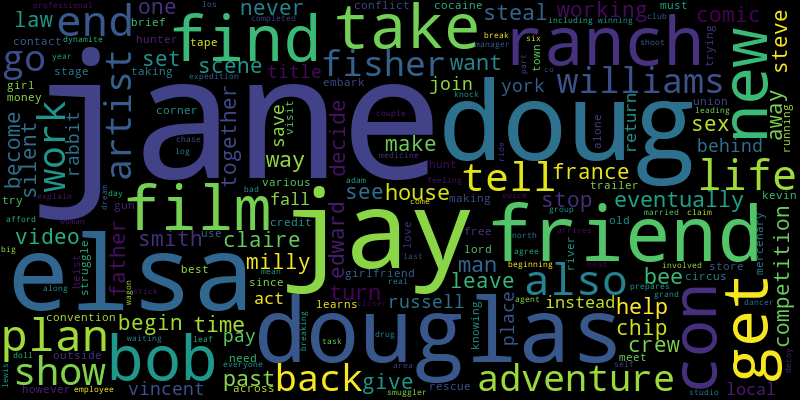 jane
doug
jay
elsa
douglas
friend
film
find
take
ranch
williams
fisher
end
artist
new
get
con
bob
plan
show
tell
life
also
adventure
back
work
go
law
never
one
set
scene
title
want
join
york
working
comic
steal
steve
away
running
sex
behind
union
return
alone
trying
town
brief
contact
hunter
tape
stage
taking
embark
conflict
cocaine
must
including
winning
professional
completed
dynamite
year
los
manager
break
six
part
club
shoot
leading
girl
money
become
silent
rabbit
corner
chase
log
together
save
visit
way
decide
make
couple
medicine
hunt
feeling
knock
ride
expedition
france
trailer
stop
eventually
kevin
married
claim
group
old
north
agree
beginning
river
mercenary
competition
bee
circus
store
dancer
prepares
grand
involved
arrives
agent
instead
help
chip
crew
meet
self
need
local
studio
decoy
try
afford
explain
woman
day
dream
gun
bad
various
adam
fall
credit
see
house
edward
come
making
love
last
free
lord
girlfriend
man
leave
real
video
father
struggle
heist
smith
claire
use
milly
since
mean
best
act
turn
learns
russell
knowing
place
big
along
wagon
convention
begin
time
pay
breaking
waiting
leaf
task
drug
area
everyone
past
across
give
rescue
smuggler
doll
outside
however
employee
lewis
vincent